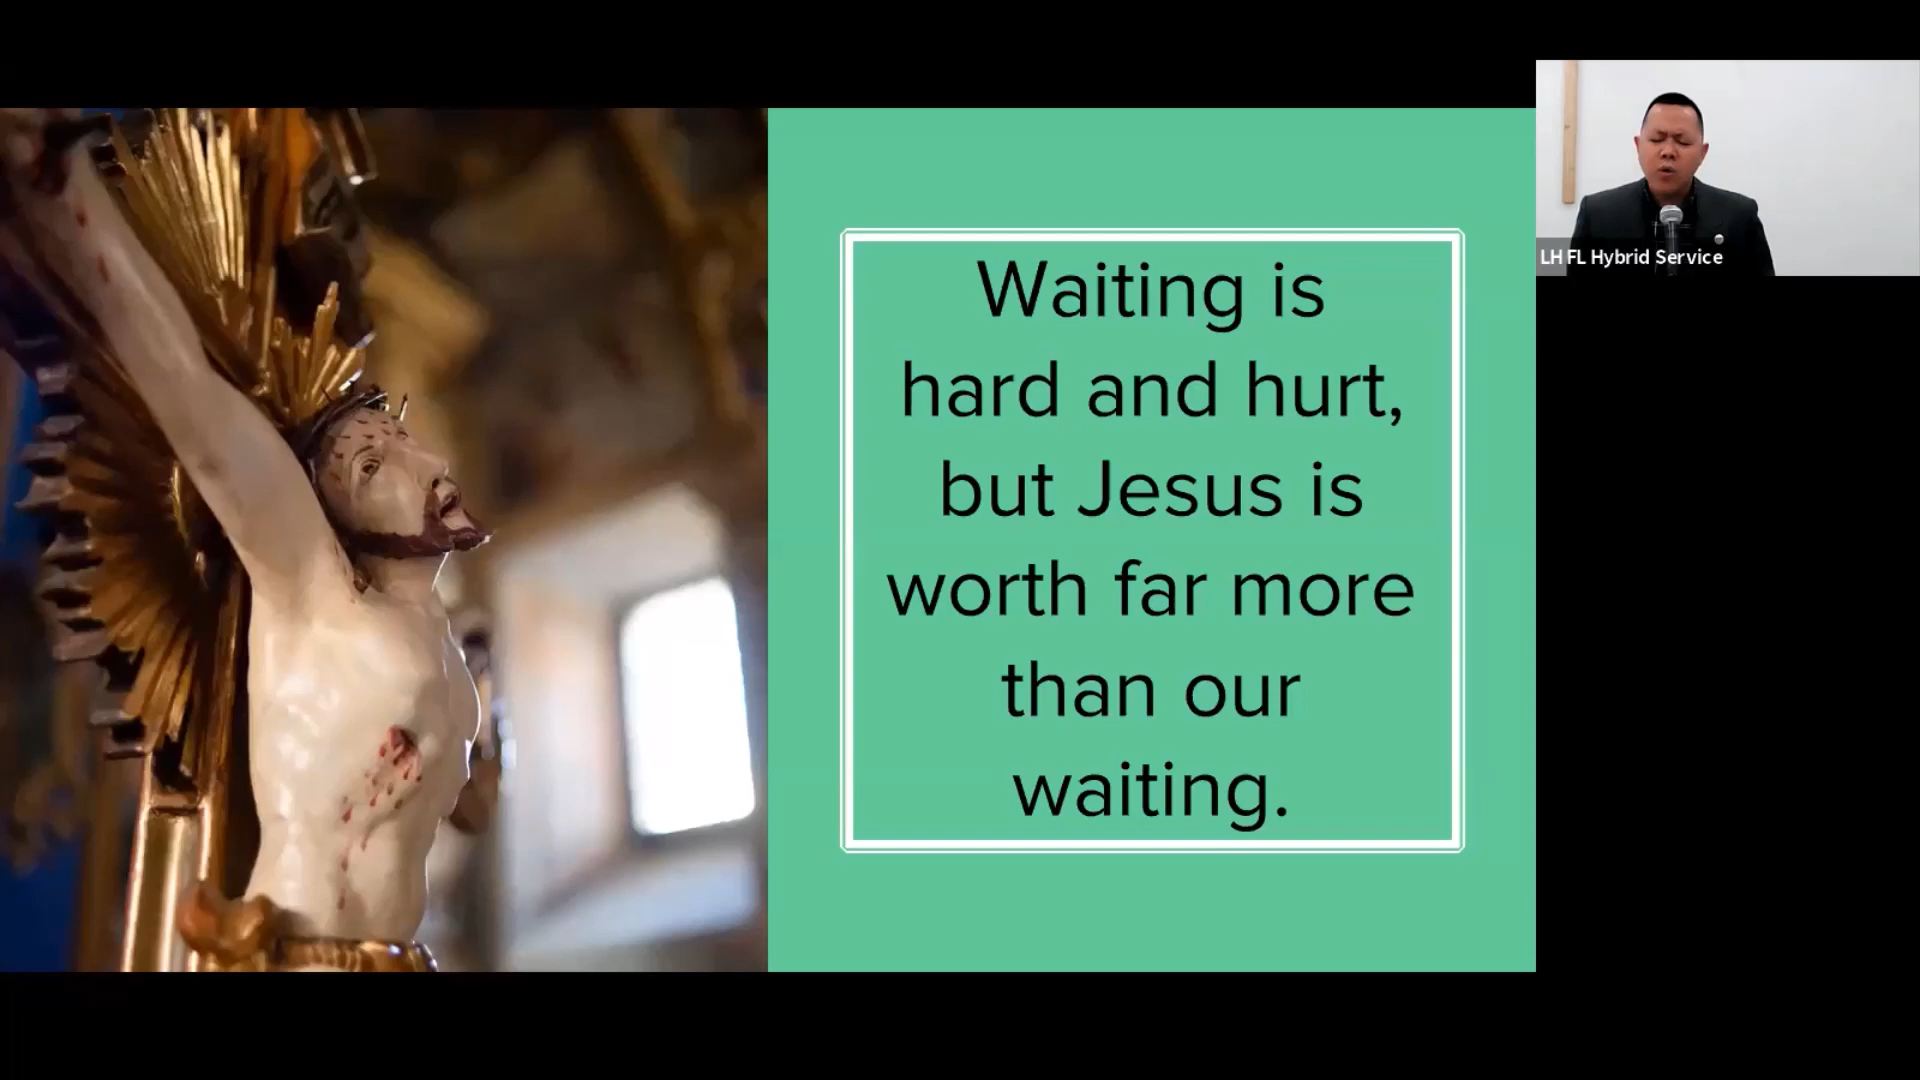 Waiting is
hard and hurt,
but Jesus is
worth far more
than our
waiting.
LH FL Hybrid Service